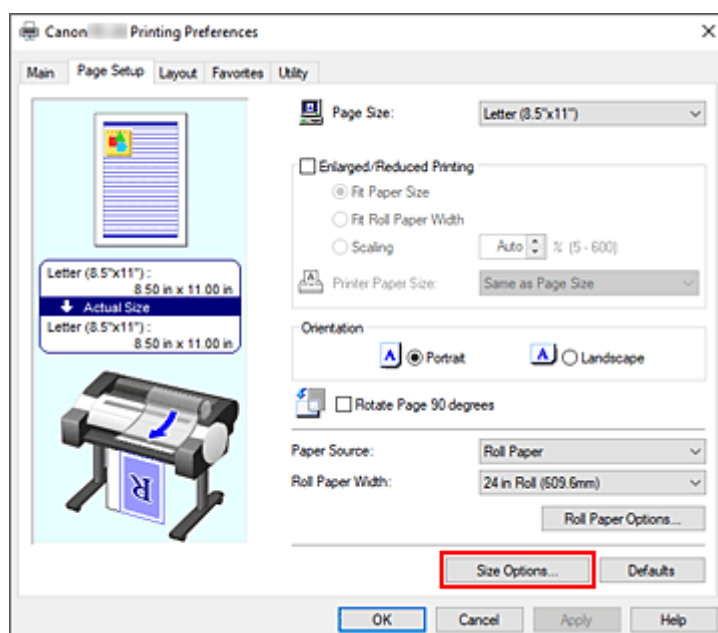 Canon Printing Preferences
Main Page Setup Layout Favorites Utility
Page Size: Letter (8.5"x11")
Enlarged/Reduced Printing
Fit Paper Size
Fit Roll Paper Width
Scaling Auto % (5 - 600)
Printer Paper Size: Same as Page Size
Letter (8.5"x11") :
8.50 in x 11.00 in
Actual Size
Letter (8.5"x11") :
8.50 in x 11.00 in
Orientation
A Portrait A Landscape
Rotate Page 90 degrees
Paper Source: Roll Paper
Roll Paper Width: 24 in Roll (609.6mm)
Roll Paper Options...
R
Size Options... Defaults
OK Cancel Apply Help